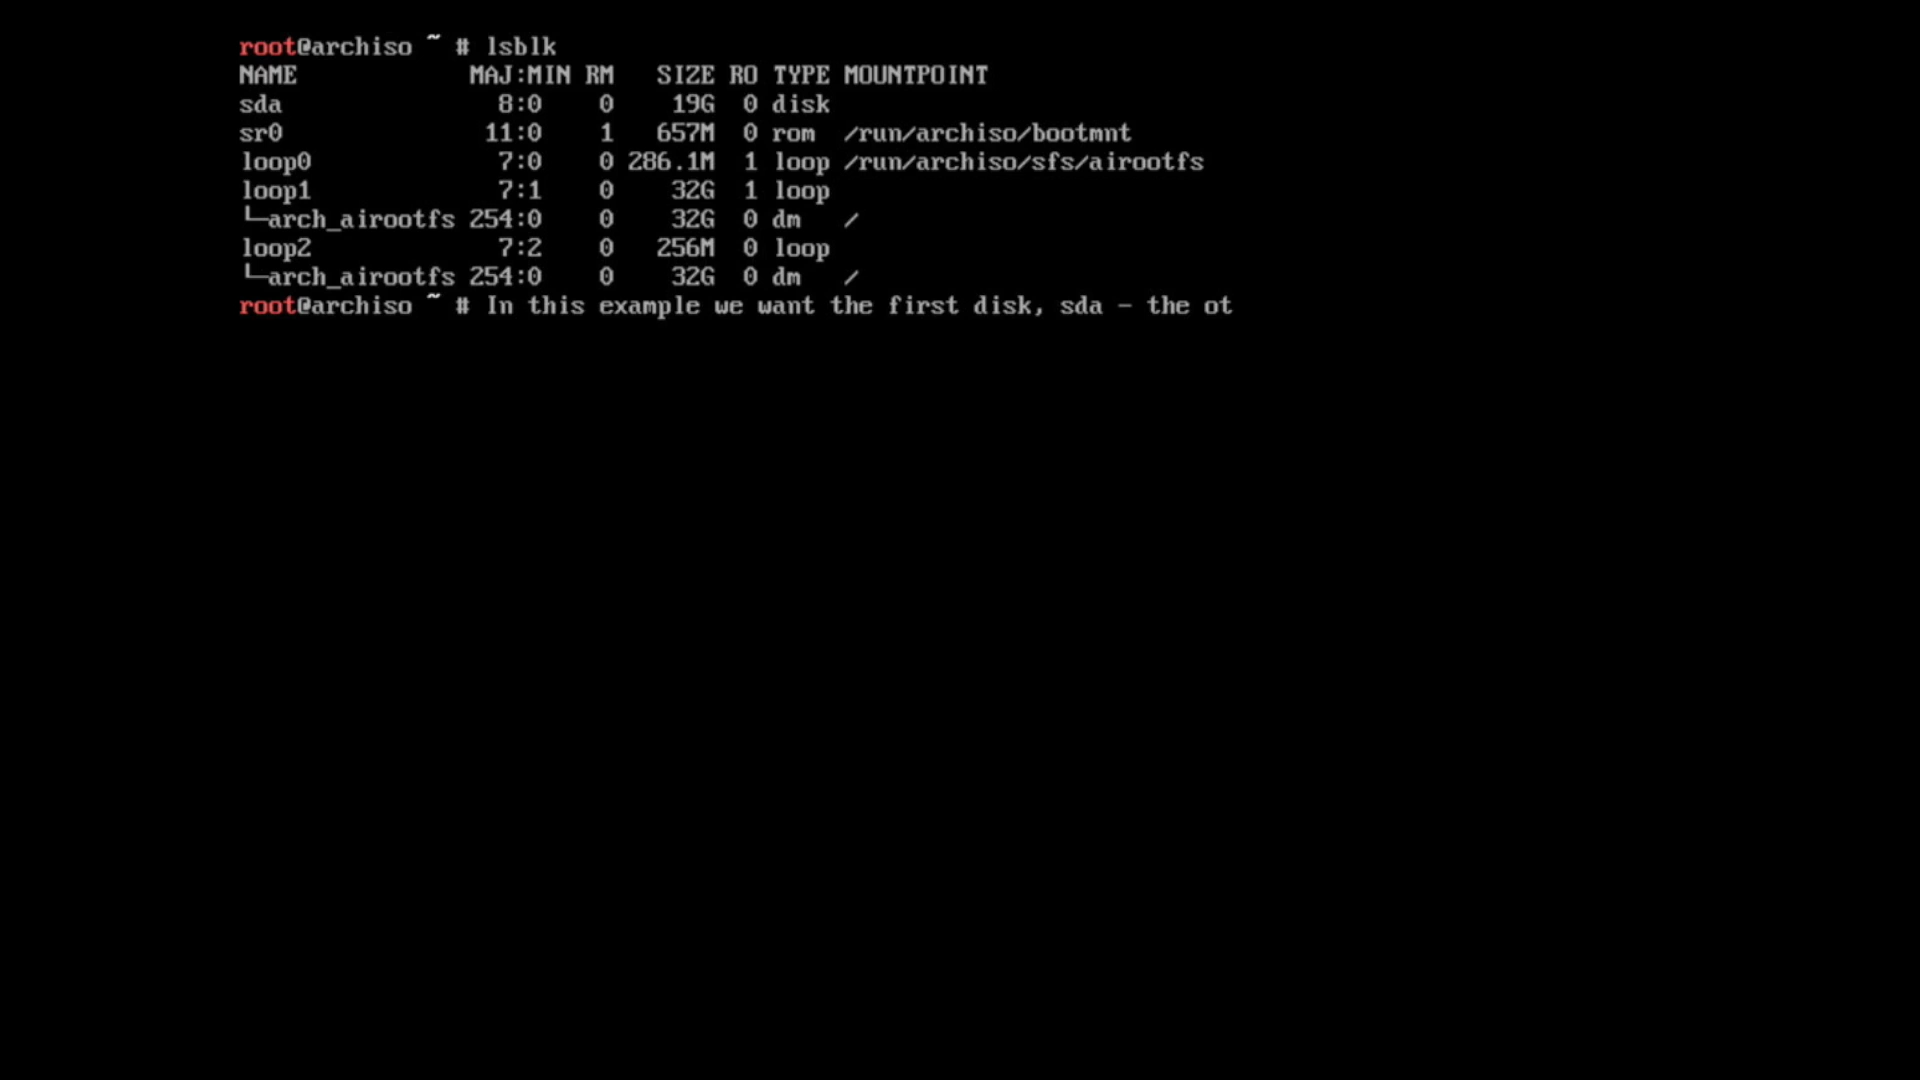 root@archiso ~ # lsblk
NAME            MAJ:MIN RM   SIZE RO TYPE MOUNTPOINT
sda               8:0    0    19G  0 disk
sr0              11:0    1   657M  0 rom  /run/archiso/bootmnt
loop0             7:0    0 286.1M  1 loop /run/archiso/sfs/airootfs
loop1             7:1    0    32G  1 loop
└─arch_airootfs 254:0    0    32G  0 dm   /
loop2             7:2    0   256M  0 loop
└─arch_airootfs 254:0    0    32G  0 dm   /
root@archiso ~ # In this example we want the first disk, sda - the ot